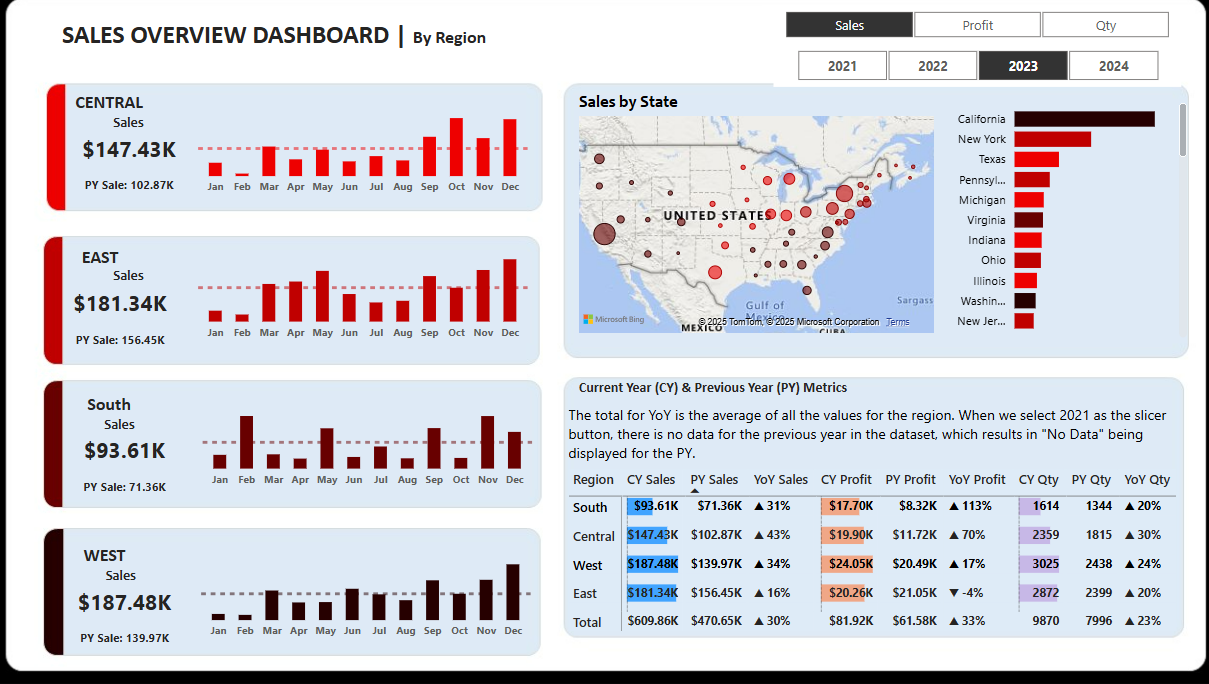 SALES OVERVIEW DASHBOARD | By Region
Sales Profit Qty
2021 2022 2023 2024
CENTRAL
Sales
$147.43K
PY Sale: 102.87K
Jan Feb Mar Apr May Jun Jul Aug Sep Oct Nov Dec
EAST
Sales
$181.34K
PY Sale: 156.45K
Jan Feb Mar Apr May Jun Jul Aug Sep Oct Nov Dec
South
Sales
$93.61K
PY Sale: 71.36K
Jan Feb Mar Apr May Jun Jul Aug Sep Oct Nov Dec
WEST
Sales
$187.48K
PY Sale: 139.97K
Jan Feb Mar Apr May Jun Jul Aug Sep Oct Nov Dec
Sales by State
UNITED STATES
Gulf of
Mexico
Sargass
MEXICO
CUBA
Microsoft Bing
© 2025 TomTom, © 2025 Microsoft Corporation Terms
California
New York
Texas
Pennsyl...
Michigan
Virginia
Indiana
Ohio
Illinois
Washin...
New Jer...
Current Year (CY) & Previous Year (PY) Metrics
The total for YoY is the average of all the values for the region. When we select 2021 as the slicer
button, there is no data for the previous year in the dataset, which results in "No Data" being
displayed for the PY.
Region CY Sales PY Sales YoY Sales CY Profit PY Profit YoY Profit CY Qty PY Qty YoY Qty
South $93.61K $71.36K ▲ 31% $17.70K $8.32K ▲ 113% 1614 1344 ▲ 20%
Central $147.43K $102.87K ▲ 43% $19.90K $11.72K ▲ 70% 2359 1815 ▲ 30%
West $187.48K $139.97K ▲ 34% $24.05K $20.49K ▲ 17% 3025 2438 ▲ 24%
East $181.34K $156.45K ▲ 16% $20.26K $21.05K ▼ -4% 2872 2399 ▲ 20%
Total $609.86K $470.65K ▲ 30% $81.92K $61.58K ▲ 33% 9870 7996 ▲ 23%